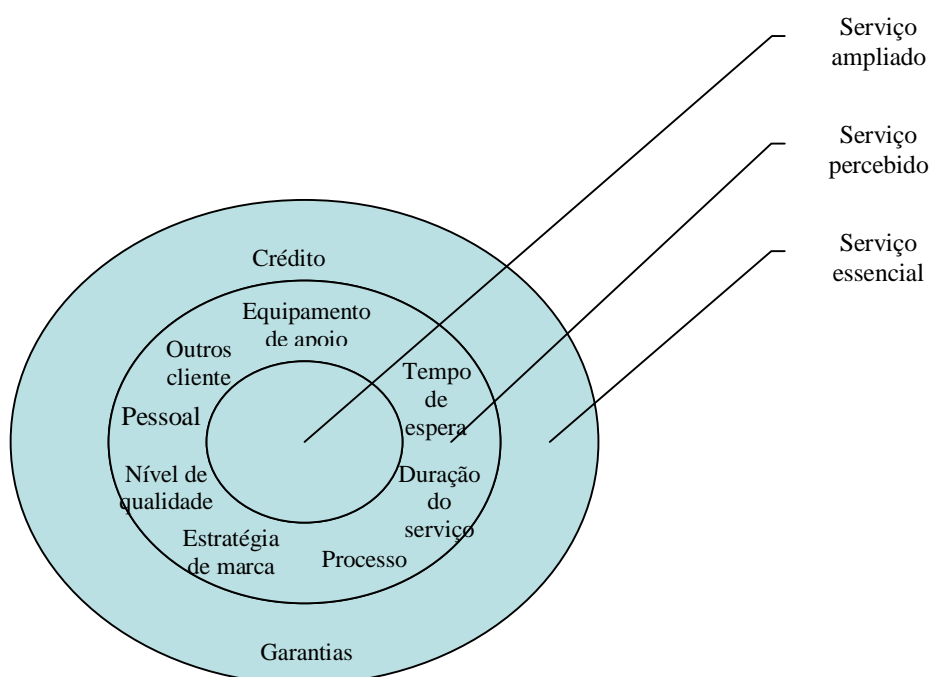 Serviço
ampliado
Serviço
percebido
Serviço
essencial
Crédito
Equipamento
de apoio
Outros
cliente
Tempo
de
espera
Pessoal
Nível de
qualidade
Duração
do
serviço
Estratégia
de marca
Processo
Garantias